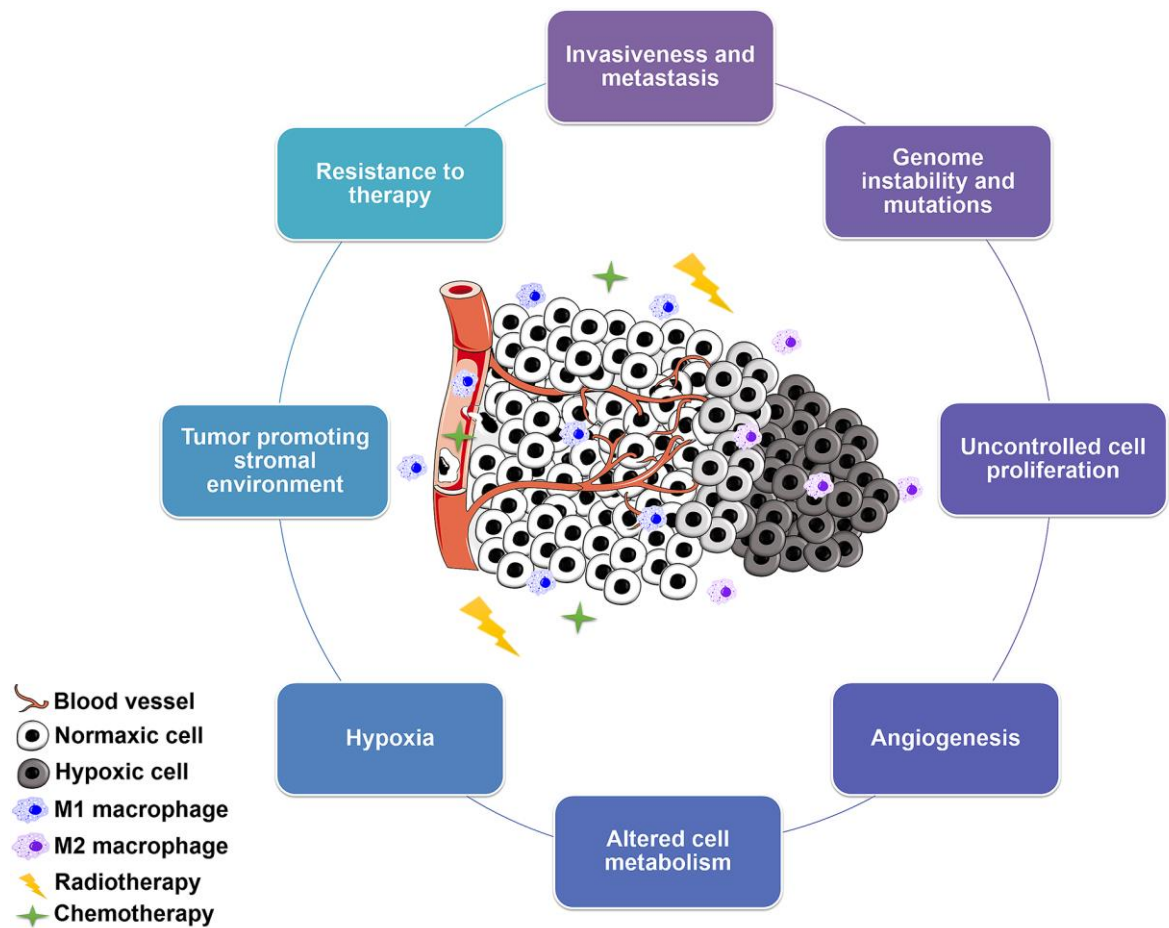 Invasiveness and
metastasis
Genome
instability and
mutations
Uncontrolled cell
proliferation
Angiogenesis
Altered cell
metabolism
Hypoxia
Tumor promoting
stromal
environment
Resistance to
therapy
Blood vessel
Normaxic cell
Hypoxic cell
M1 macrophage
M2 macrophage
Radiotherapy
Chemotherapy